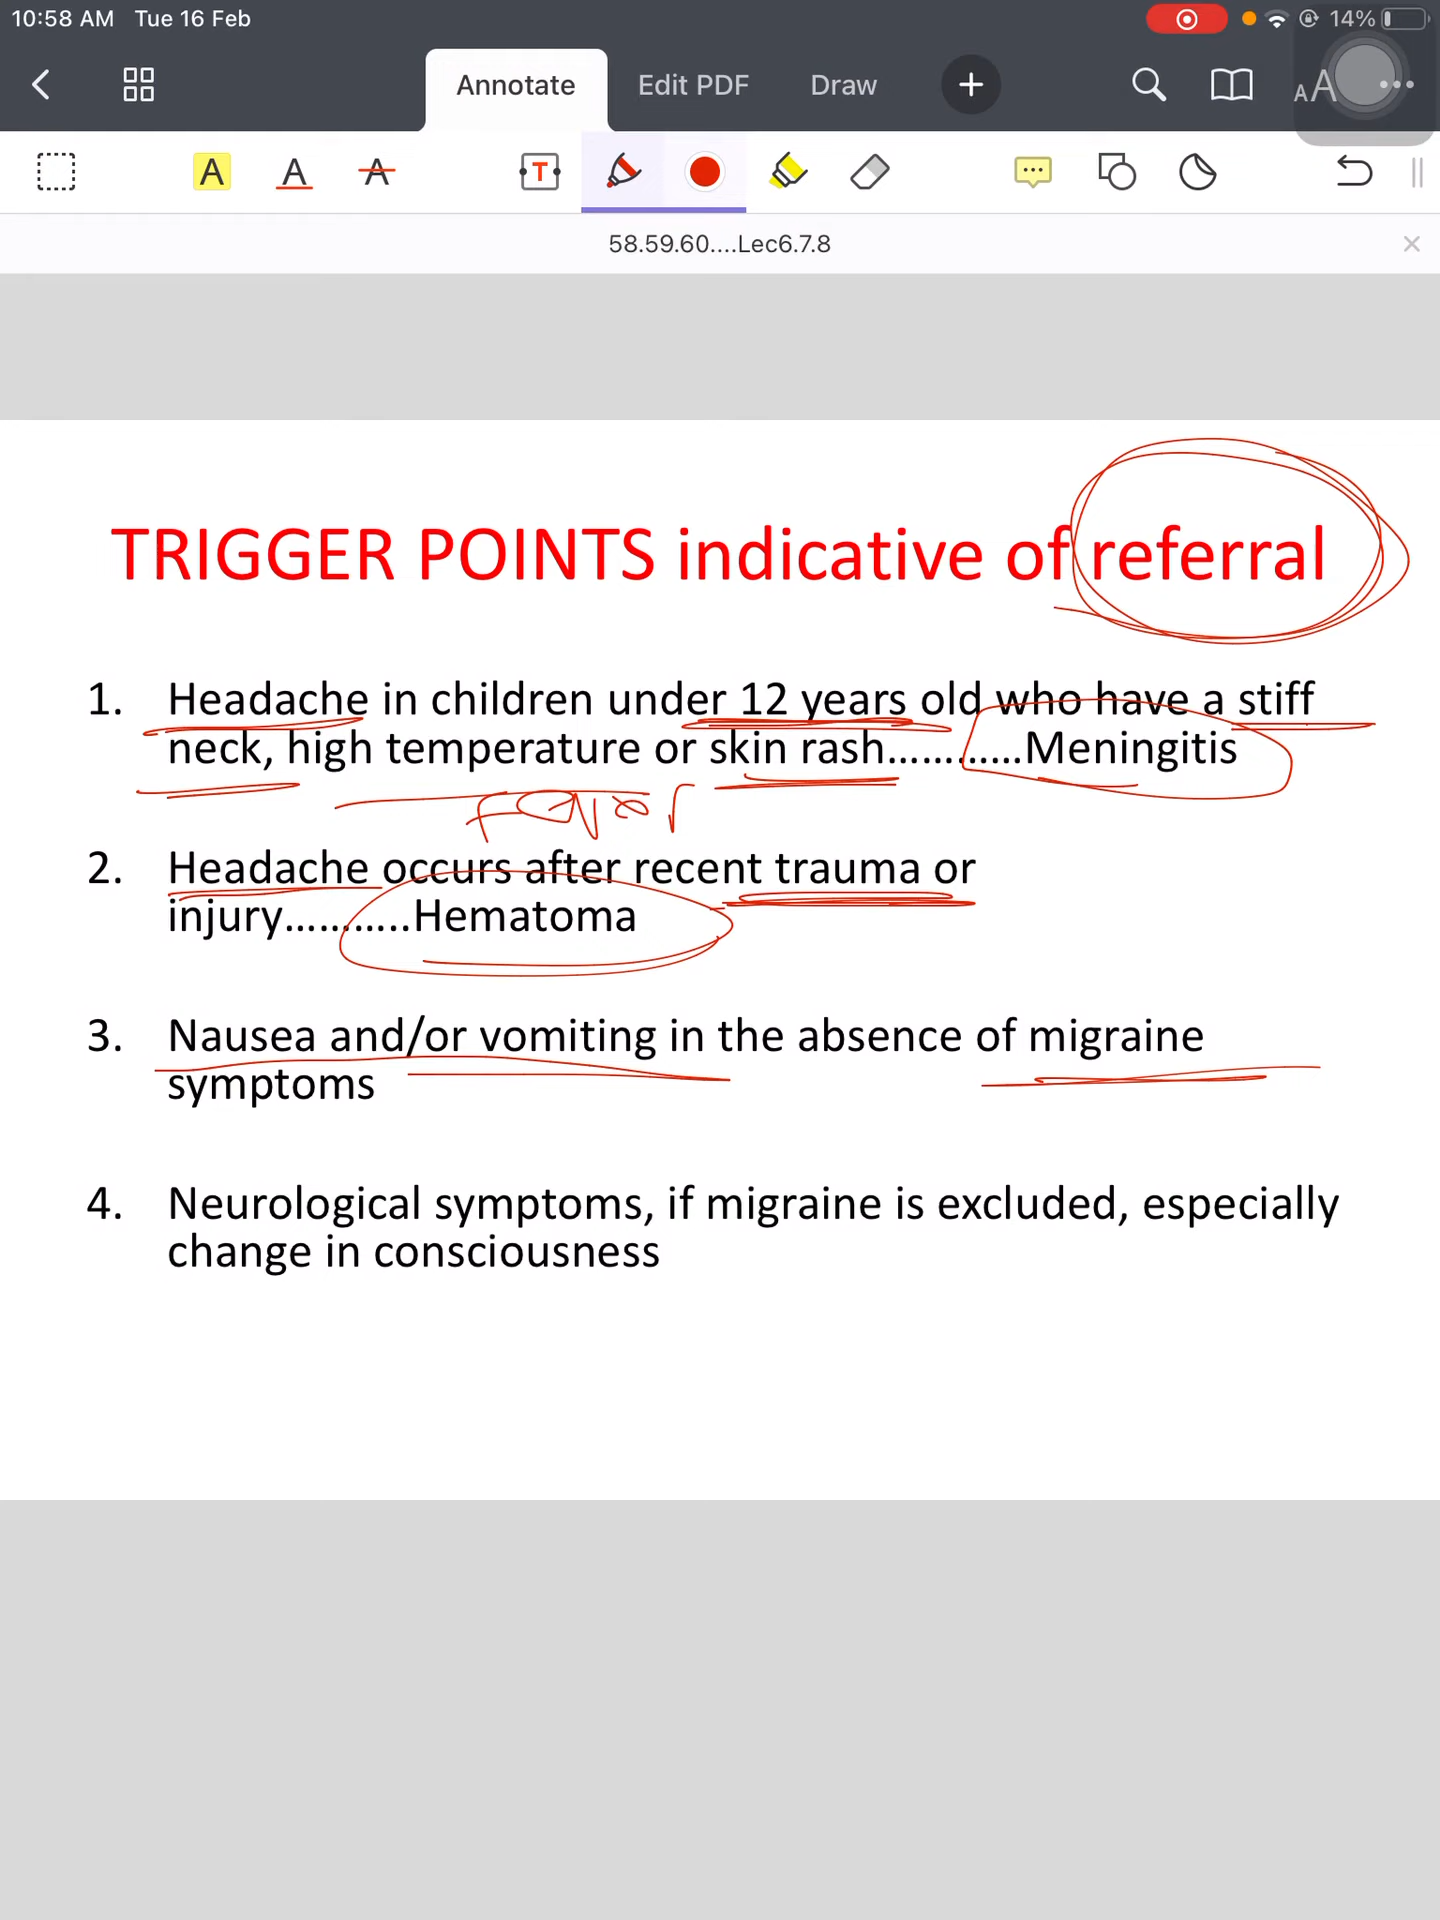 10:58 AM Tue 16 Feb
14%
Annotate Edit PDF Draw
AA
A A A T
58.59.60....Lec6.7.8
TRIGGER POINTS indicative of referral
1. Headache in children under 12 years old who have a stiff
neck, high temperature or skin rash............Meningitis
Fever
2. Headache occurs after recent trauma or
injury...........Hematoma
3. Nausea and/or vomiting in the absence of migraine
symptoms
4. Neurological symptoms, if migraine is excluded, especially
change in consciousness